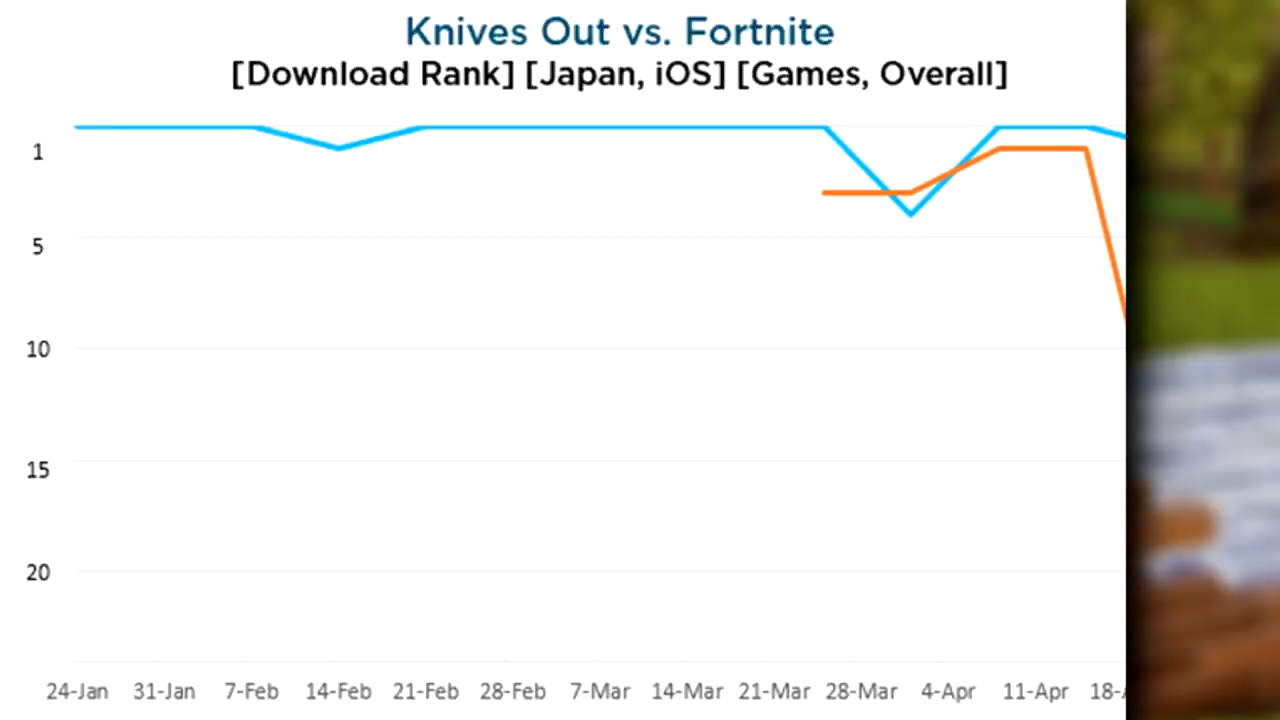 Knives Out vs. Fortnite
[Download Rank] [Japan, iOS] [Games, Overall]
1
5
10
15
20
24-Jan 31-Jan 7-Feb 14-Feb 21-Feb 28-Feb 7-Mar 14-Mar 21-Mar 28-Mar 4-Apr 11-Apr